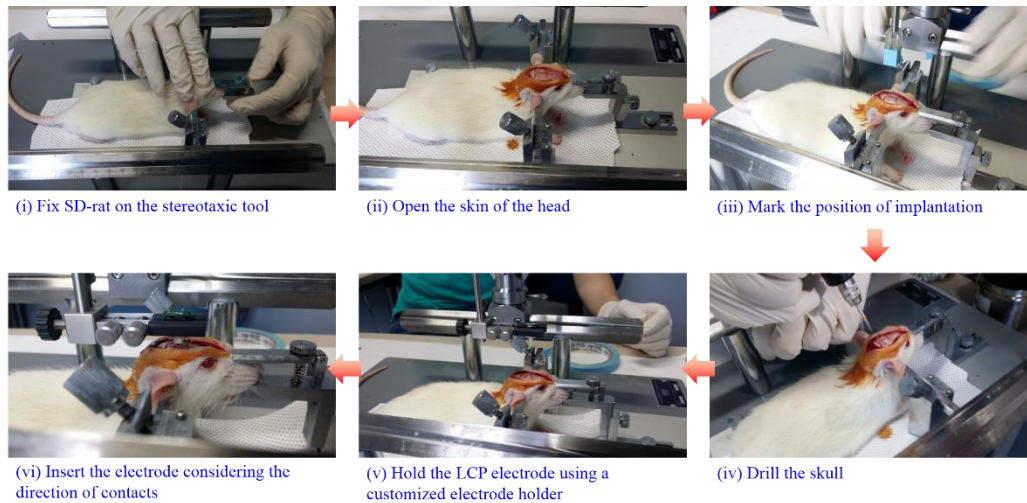 (i) Fix SD-rat on the stereotaxic tool
(ii) Open the skin of the head
(iii) Mark the position of implantation
(iv) Drill the skull
(v) Hold the LCP electrode using a
customized electrode holder
(vi) Insert the electrode considering the
direction of contacts